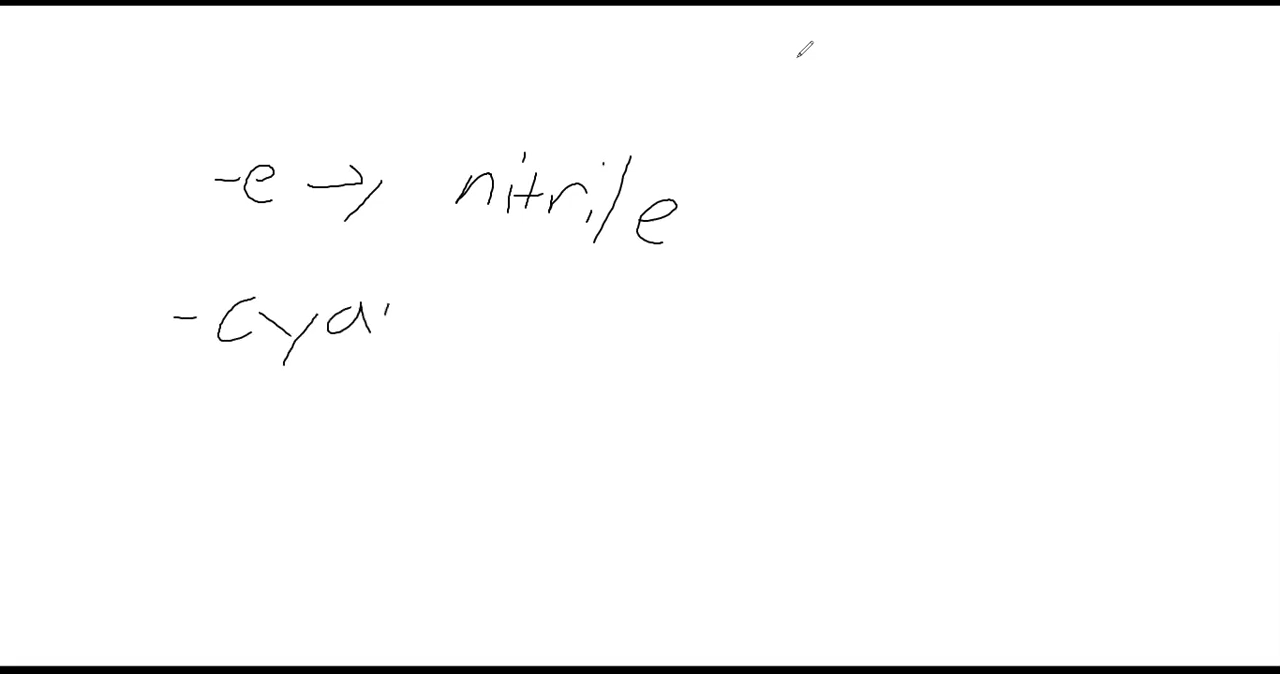 -e → nitrile
-cya